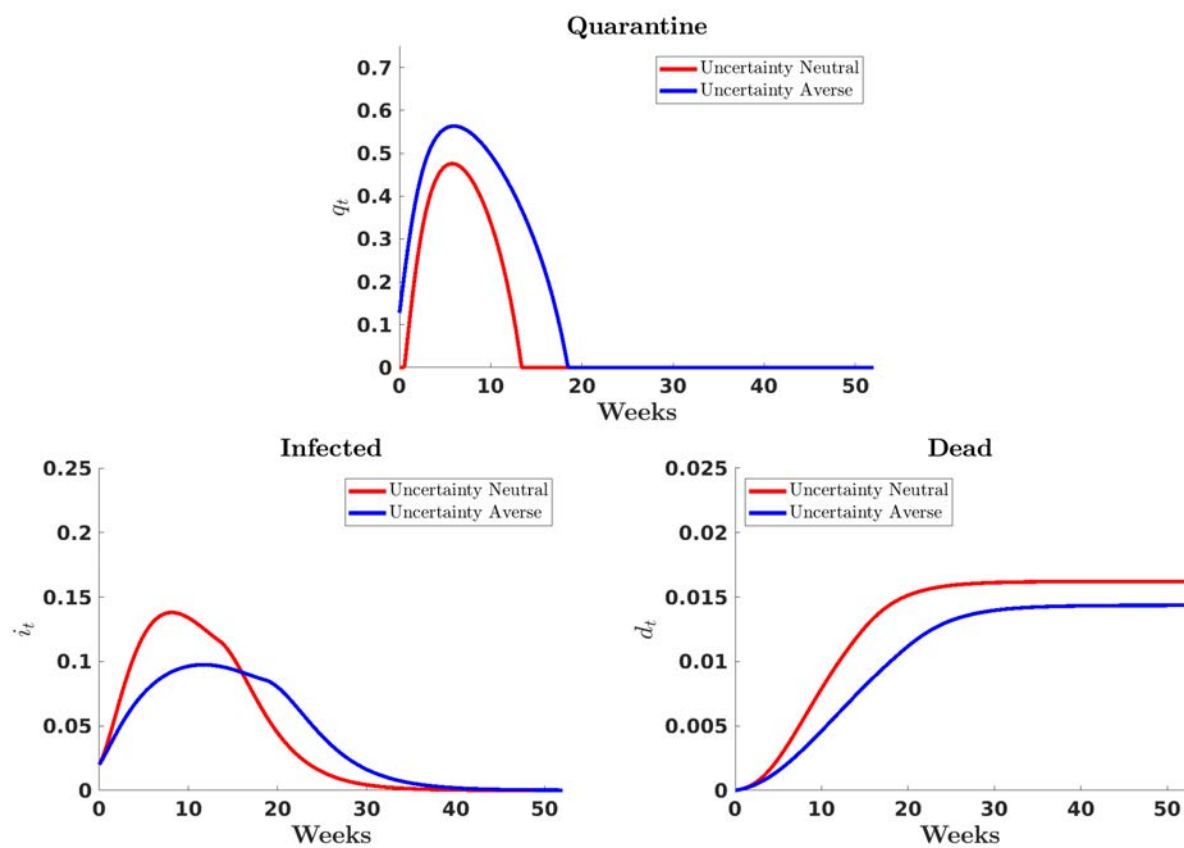 Quarantine
Uncertainty Neutral
Uncertainty Averse
0.7
0.6
0.5
0.4
0.3
0.2
0.1
0
q_t
0 10 20 30 40 50
Weeks
Infected
Uncertainty Neutral
Uncertainty Averse
0.25
0.2
0.15
0.1
0.05
0
i_t
0 10 20 30 40 50
Weeks
Dead
Uncertainty Neutral
Uncertainty Averse
0.025
0.02
0.015
0.01
0.005
0
d_t
0 10 20 30 40 50
Weeks